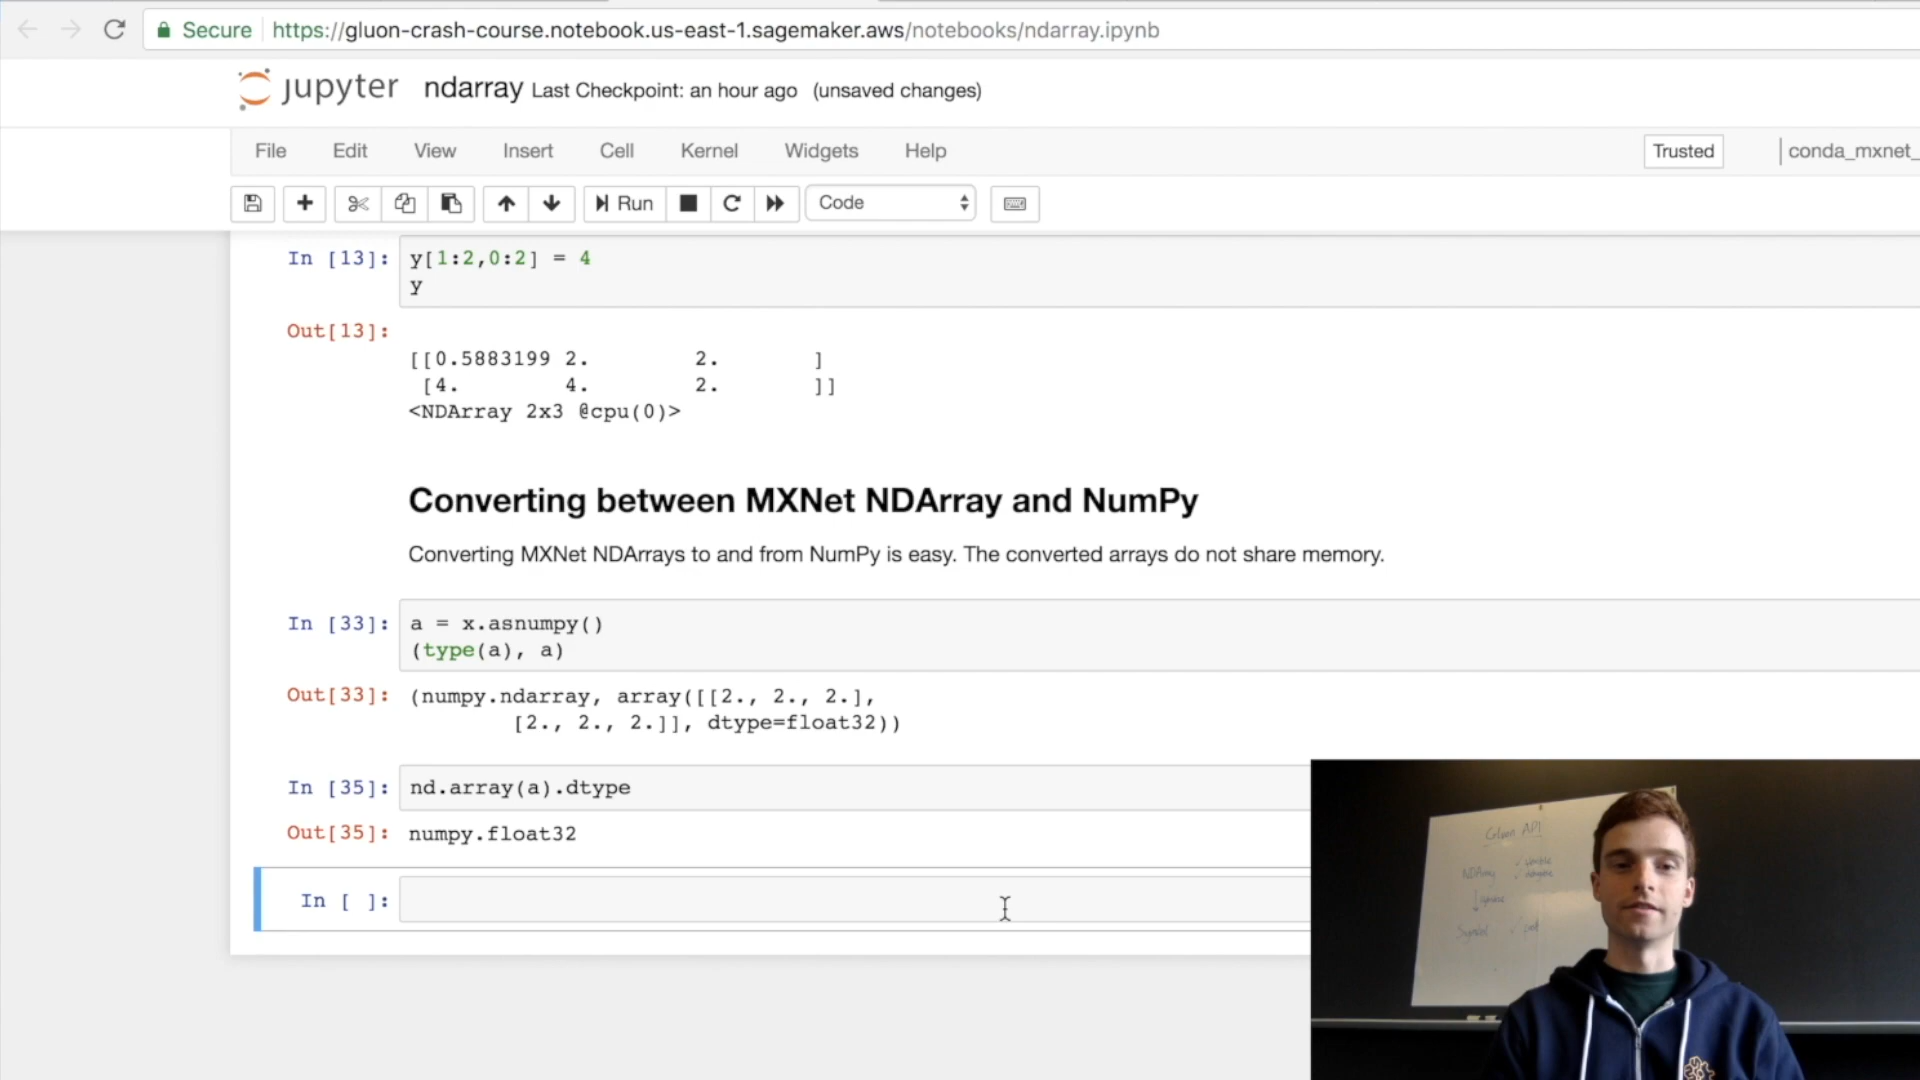 Secure https://gluon-crash-course.notebook.us-east-1.sagemaker.aws/notebooks/ndarray.ipynb
jupyter ndarray Last Checkpoint: an hour ago (unsaved changes)
File Edit View Insert Cell Kernel Widgets Help Trusted conda_mxnet_
Run Code
In [13]: y[1:2,0:2] = 4
y
Out[13]:
[[0.5883199 2. 2. ]
[4. 4. 2. ]]
<NDArray 2x3 @cpu(0)>
Converting between MXNet NDArray and NumPy
Converting MXNet NDArrays to and from NumPy is easy. The converted arrays do not share memory.
In [33]: a = x.asnumpy()
(type(a), a)
Out[33]: (numpy.ndarray, array([[2., 2., 2.],
[2., 2., 2.]], dtype=float32))
In [35]: nd.array(a).dtype
Out[35]: numpy.float32
In [ ]:
Gluon API
NDArray
Symbol